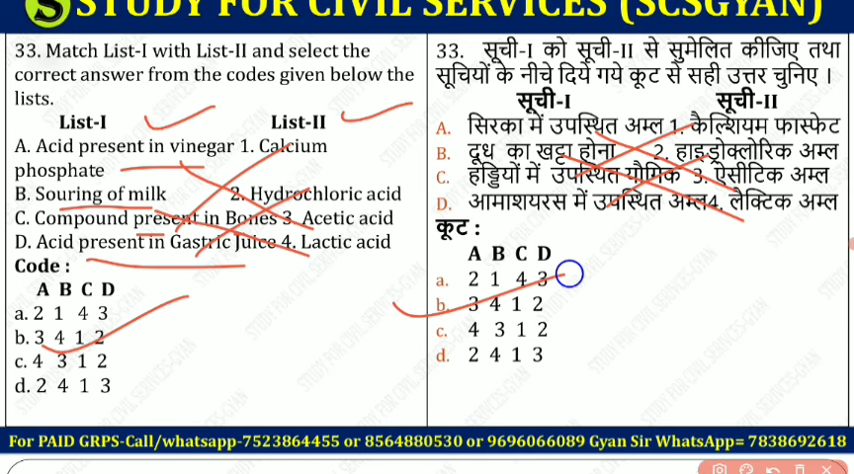 S STUDY FOR CIVIL SERVICES (SCSGYAN)
33. Match List-I with List-II and select the
correct answer from the codes given below the
lists.
List-I List-II
A. Acid present in vinegar 1. Calcium
phosphate
B. Souring of milk 2. Hydrochloric acid
C. Compound present in Bones 3. Acetic acid
D. Acid present in Gastric Juice 4. Lactic acid
Code :
A B C D
a. 2 1 4 3
b. 3 4 1 2
c. 4 3 1 2
d. 2 4 1 3
33. सूची-I को सूची-II से सुमेलित कीजिए तथा
सूचियों के नीचे दिये गये कूट से सही उत्तर चुनिए ।
सूची-I सूची-II
A. सिरका में उपस्थित अम्ल 1. कैल्शियम फास्फेट
B. दूध का खट्टा होना 2. हाइड्रोक्लोरिक अम्ल
C. हड्डियों में उपस्थित यौगिक 3. ऐसीटिक अम्ल
D. आमाशयरस में उपस्थित अम्ल4. लैक्टिक अम्ल
कूट :
A B C D
a. 2 1 4 3
b. 3 4 1 2
c. 4 3 1 2
d. 2 4 1 3
For PAID GRPS-Call/whatsapp-7523864455 or 8564880530 or 9696066089 Gyan Sir WhatsApp= 7838692618